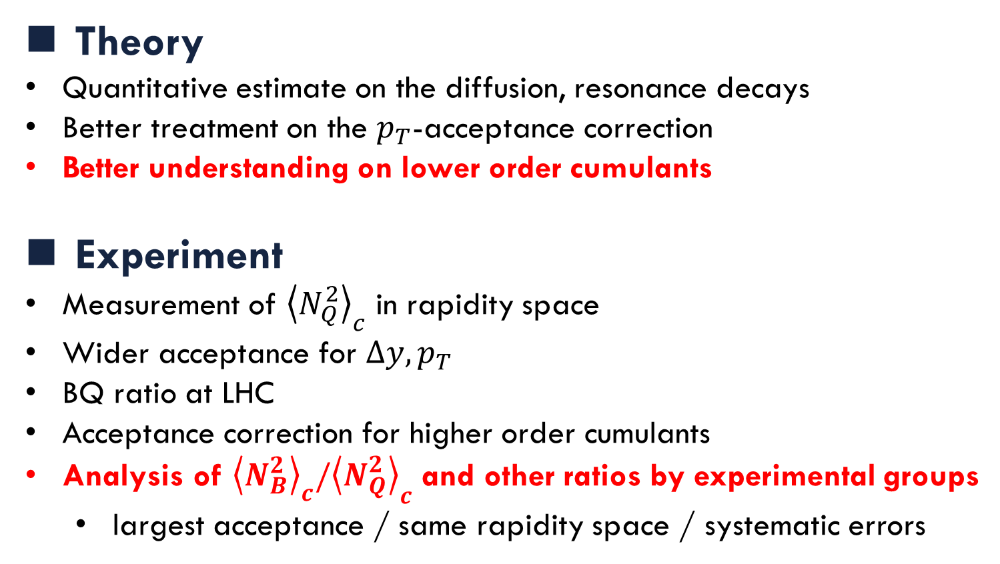 ■ Theory
• Quantitative estimate on the diffusion, resonance decays
• Better treatment on the $p_T$-acceptance correction
• Better understanding on lower order cumulants
■ Experiment
• Measurement of $\langle N_Q^2 \rangle_c$ in rapidity space
• Wider acceptance for $\Delta y, p_T$
• BQ ratio at LHC
• Acceptance correction for higher order cumulants
• Analysis of $\langle N_B^2 \rangle_c / \langle N_Q^2 \rangle_c$ and other ratios by experimental groups
• largest acceptance / same rapidity space / systematic errors